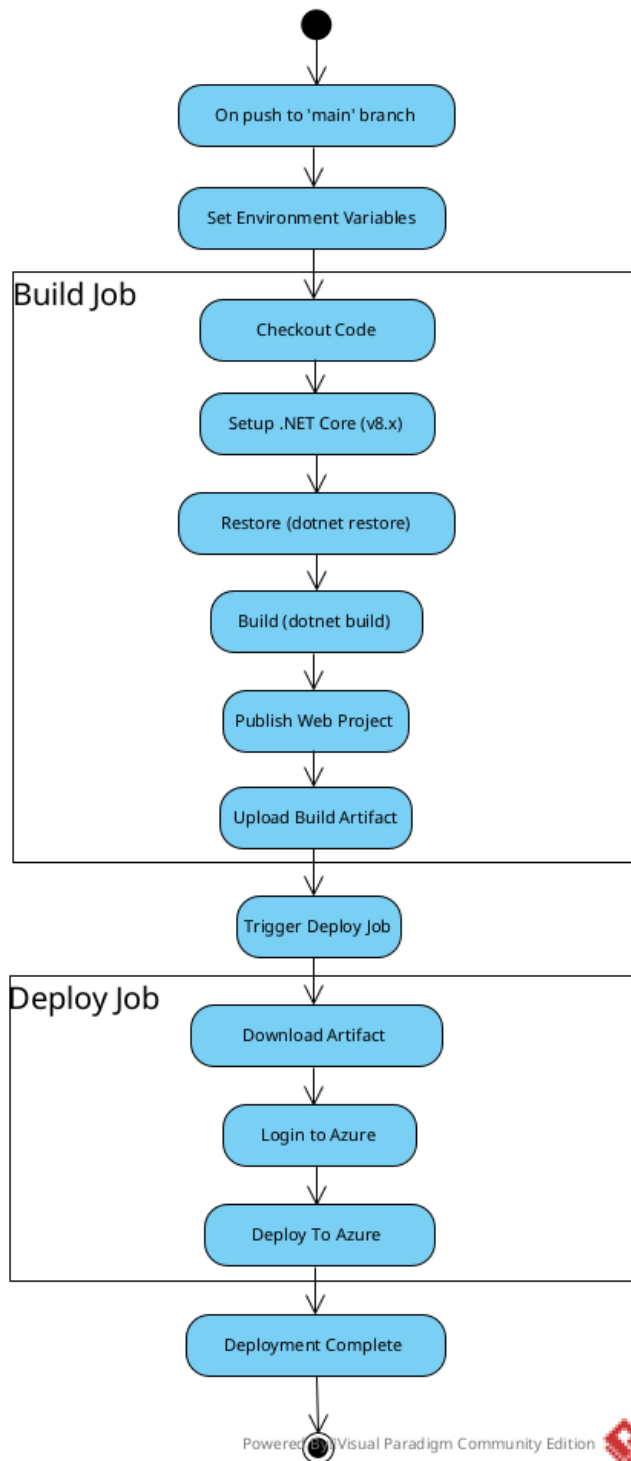 On push to 'main' branch
Set Environment Variables
Build Job
Checkout Code
Setup .NET Core (v8.x)
Restore (dotnet restore)
Build (dotnet build)
Publish Web Project
Upload Build Artifact
Trigger Deploy Job
Deploy Job
Download Artifact
Login to Azure
Deploy To Azure
Deployment Complete
Powered By Visual Paradigm Community Edition